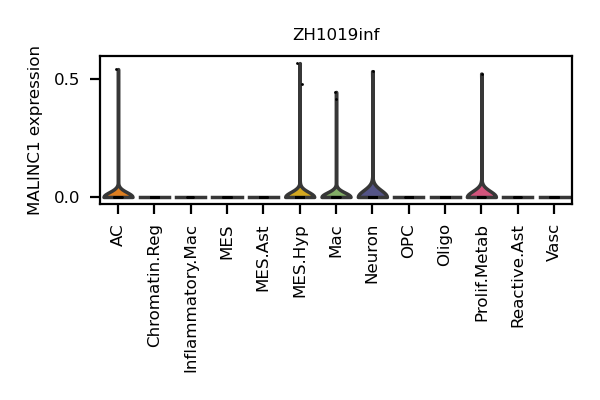 ZH1019inf
MALINC1 expression
0.5
0.0
AC
Chromatin.Reg
Inflammatory.Mac
MES
MES.Ast
MES.Hyp
Mac
Neuron
OPC
Oligo
Prolif.Metab
Reactive.Ast
Vasc